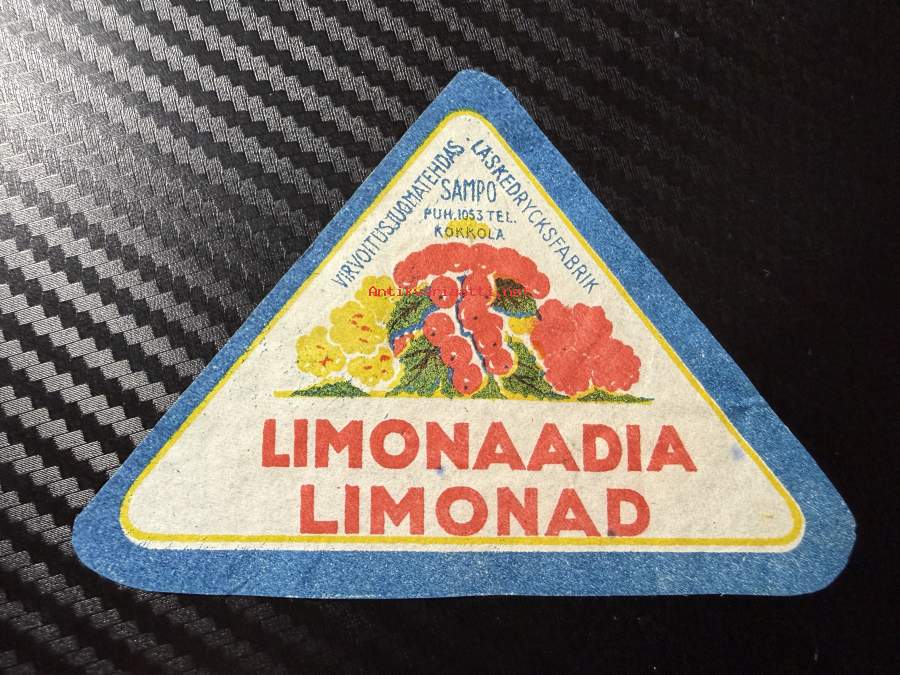 VIRVOITUSJUOMATEHDAS · LÄSKEDRYCKSFABRIK
"SAMPO"
PUH. 1053 TEL.
KOKKOLA
LIMONAADIA
LIMONAD